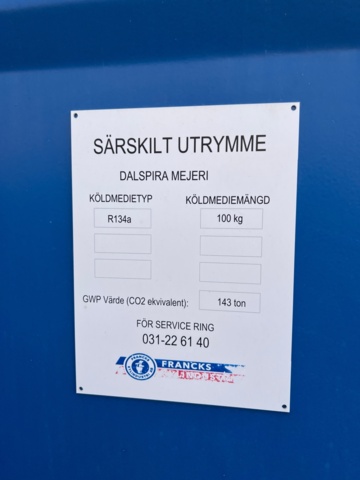 SÄRSKILT UTRYMME
DALSPIRA MEJERI
KÖLDMEDIETYP KÖLDMEDIEMÄNGD
R134a 100 kg
GWP Värde (CO2 ekvivalent): 143 ton
FÖR SERVICE RING
031-22 61 40
FRANCKS